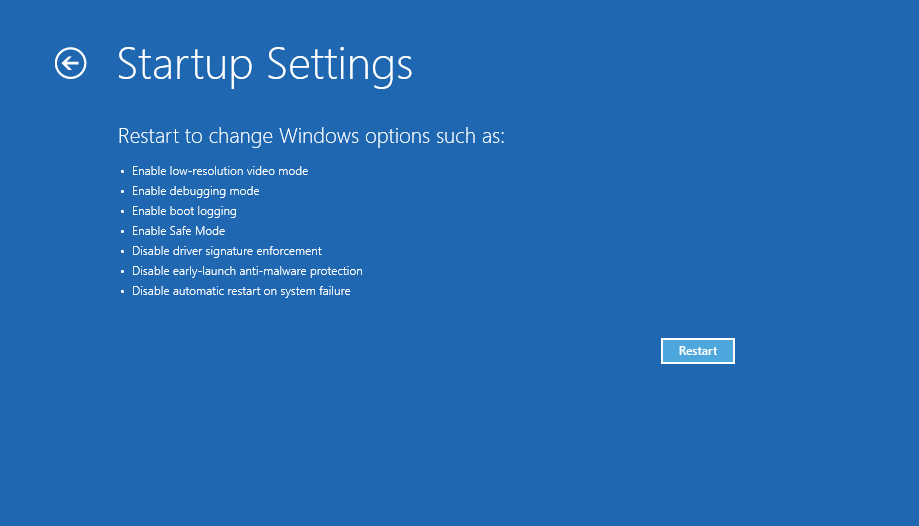 Startup Settings
Restart to change Windows options such as:
• Enable low-resolution video mode
• Enable debugging mode
• Enable boot logging
• Enable Safe Mode
• Disable driver signature enforcement
• Disable early-launch anti-malware protection
• Disable automatic restart on system failure
Restart